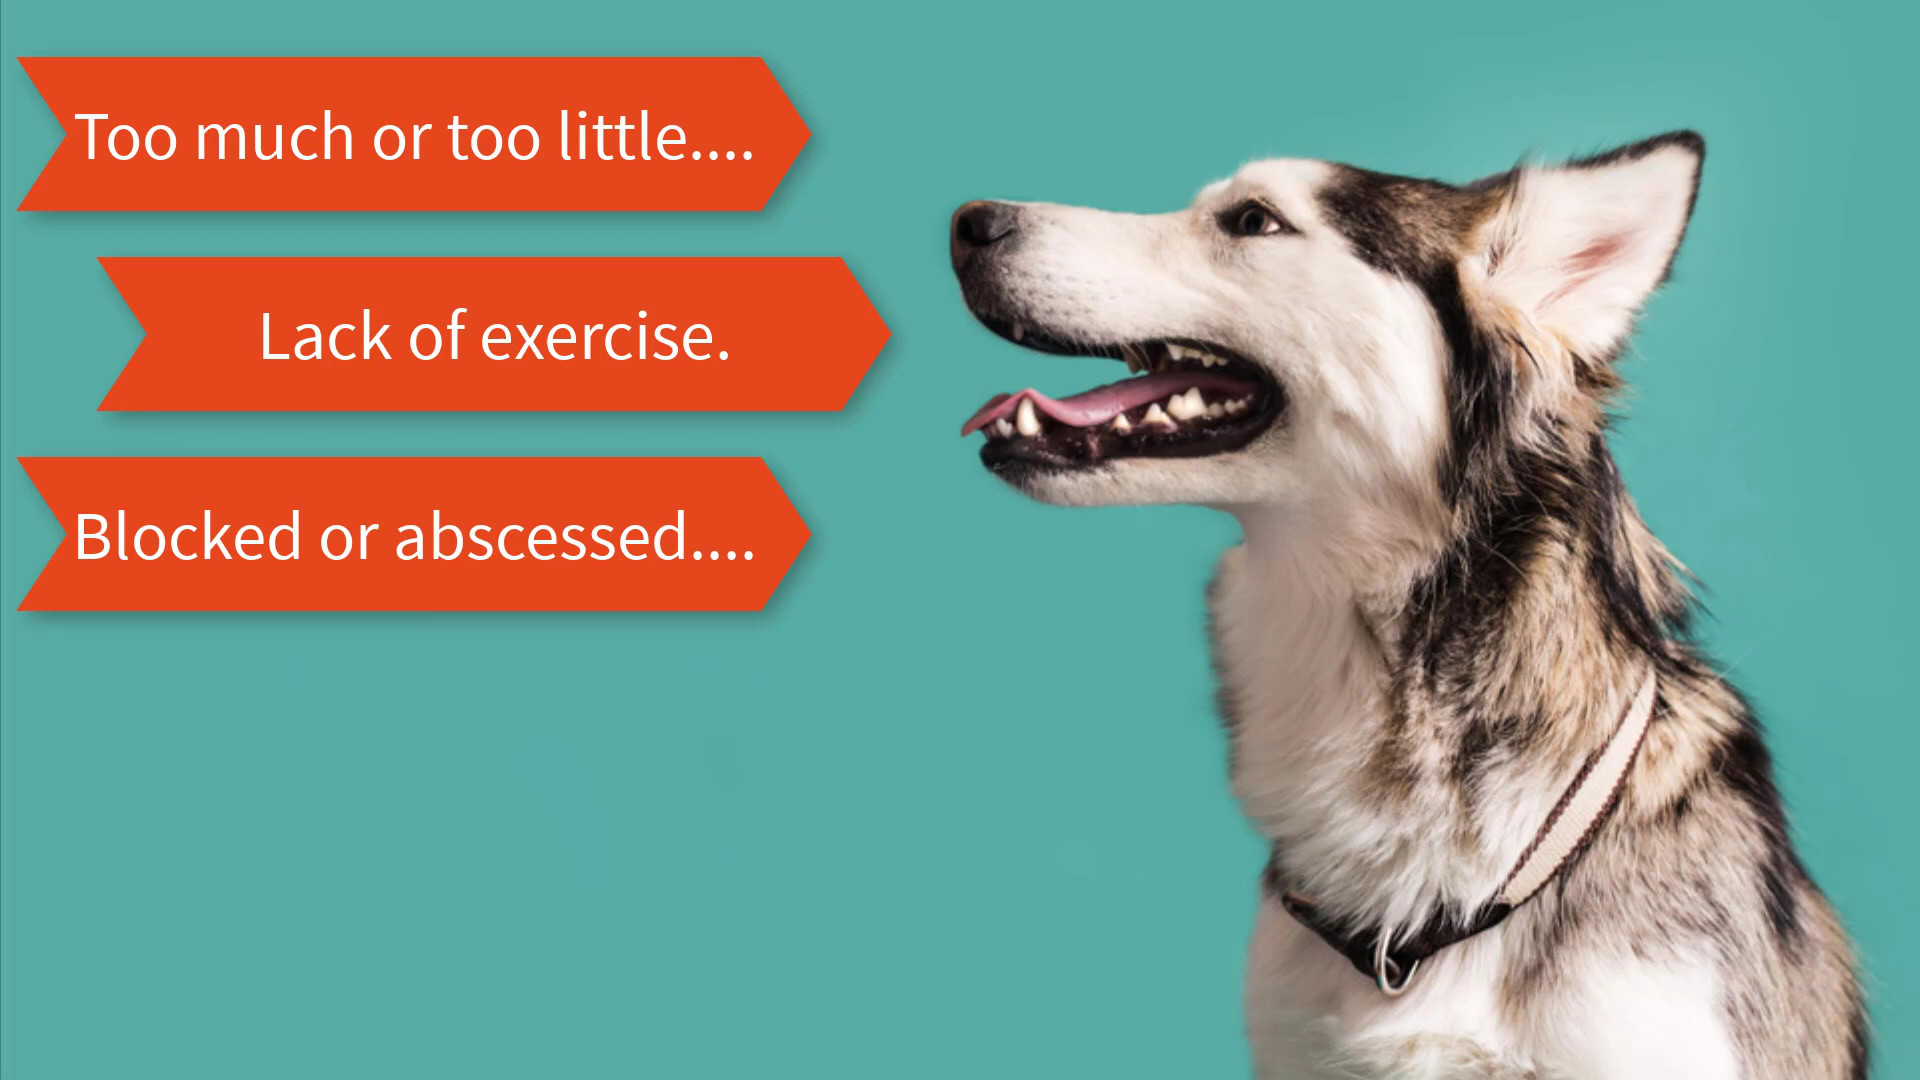 Too much or too little....
Lack of exercise.
Blocked or abscessed....